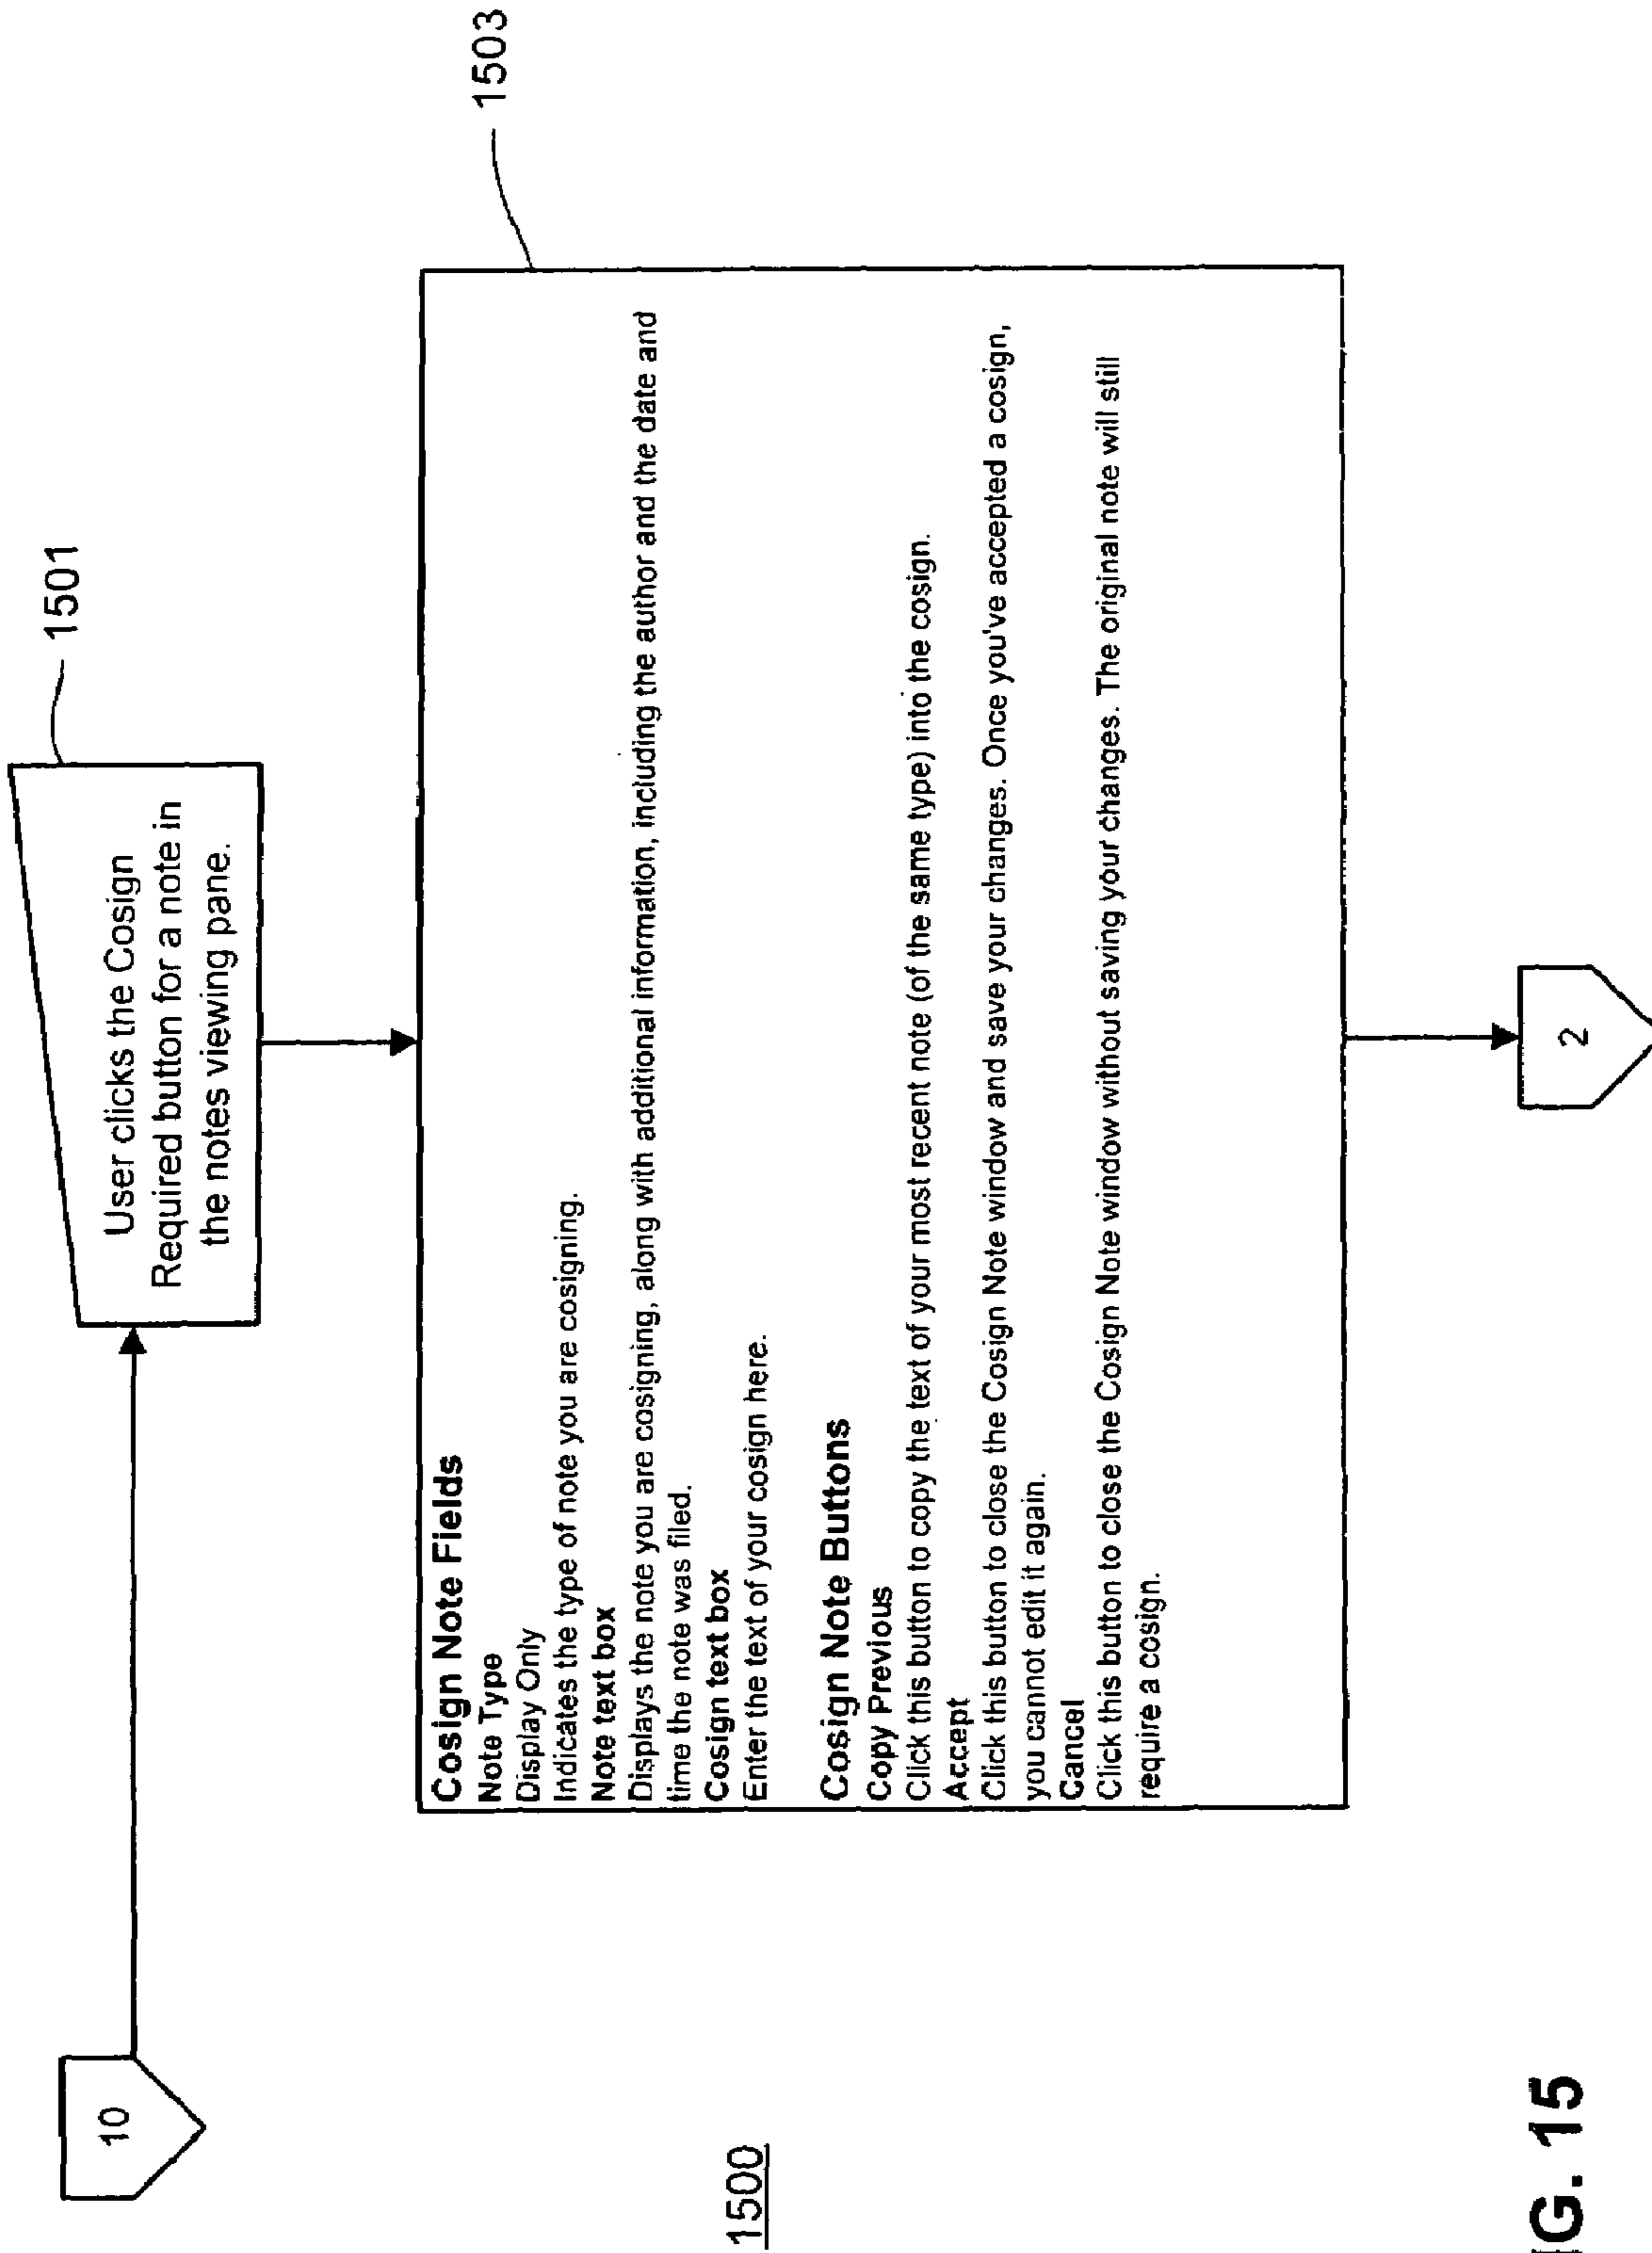 10
User clicks the Cosign
Required button for a note in
the notes viewing pane.
1501
1503
Cosign Note Fields
Note Type
Display Only
Indicates the type of note you are cosigning.
Note text box
Displays the note you are cosigning, along with additional information, including the author and the date and
time the note was filed.
Cosign text box
Enter the text of your cosign here.
Cosign Note Buttons
Copy Previous
Click this button to copy the text of your most recent note (of the same type) into the cosign.
Accept
Click this button to close the Cosign Note window and save your changes. Once you've accepted a cosign,
you cannot edit it again.
Cancel
Click this button to close the Cosign Note window without saving your changes. The original note will still
require a cosign.
1500
2
IG. 15